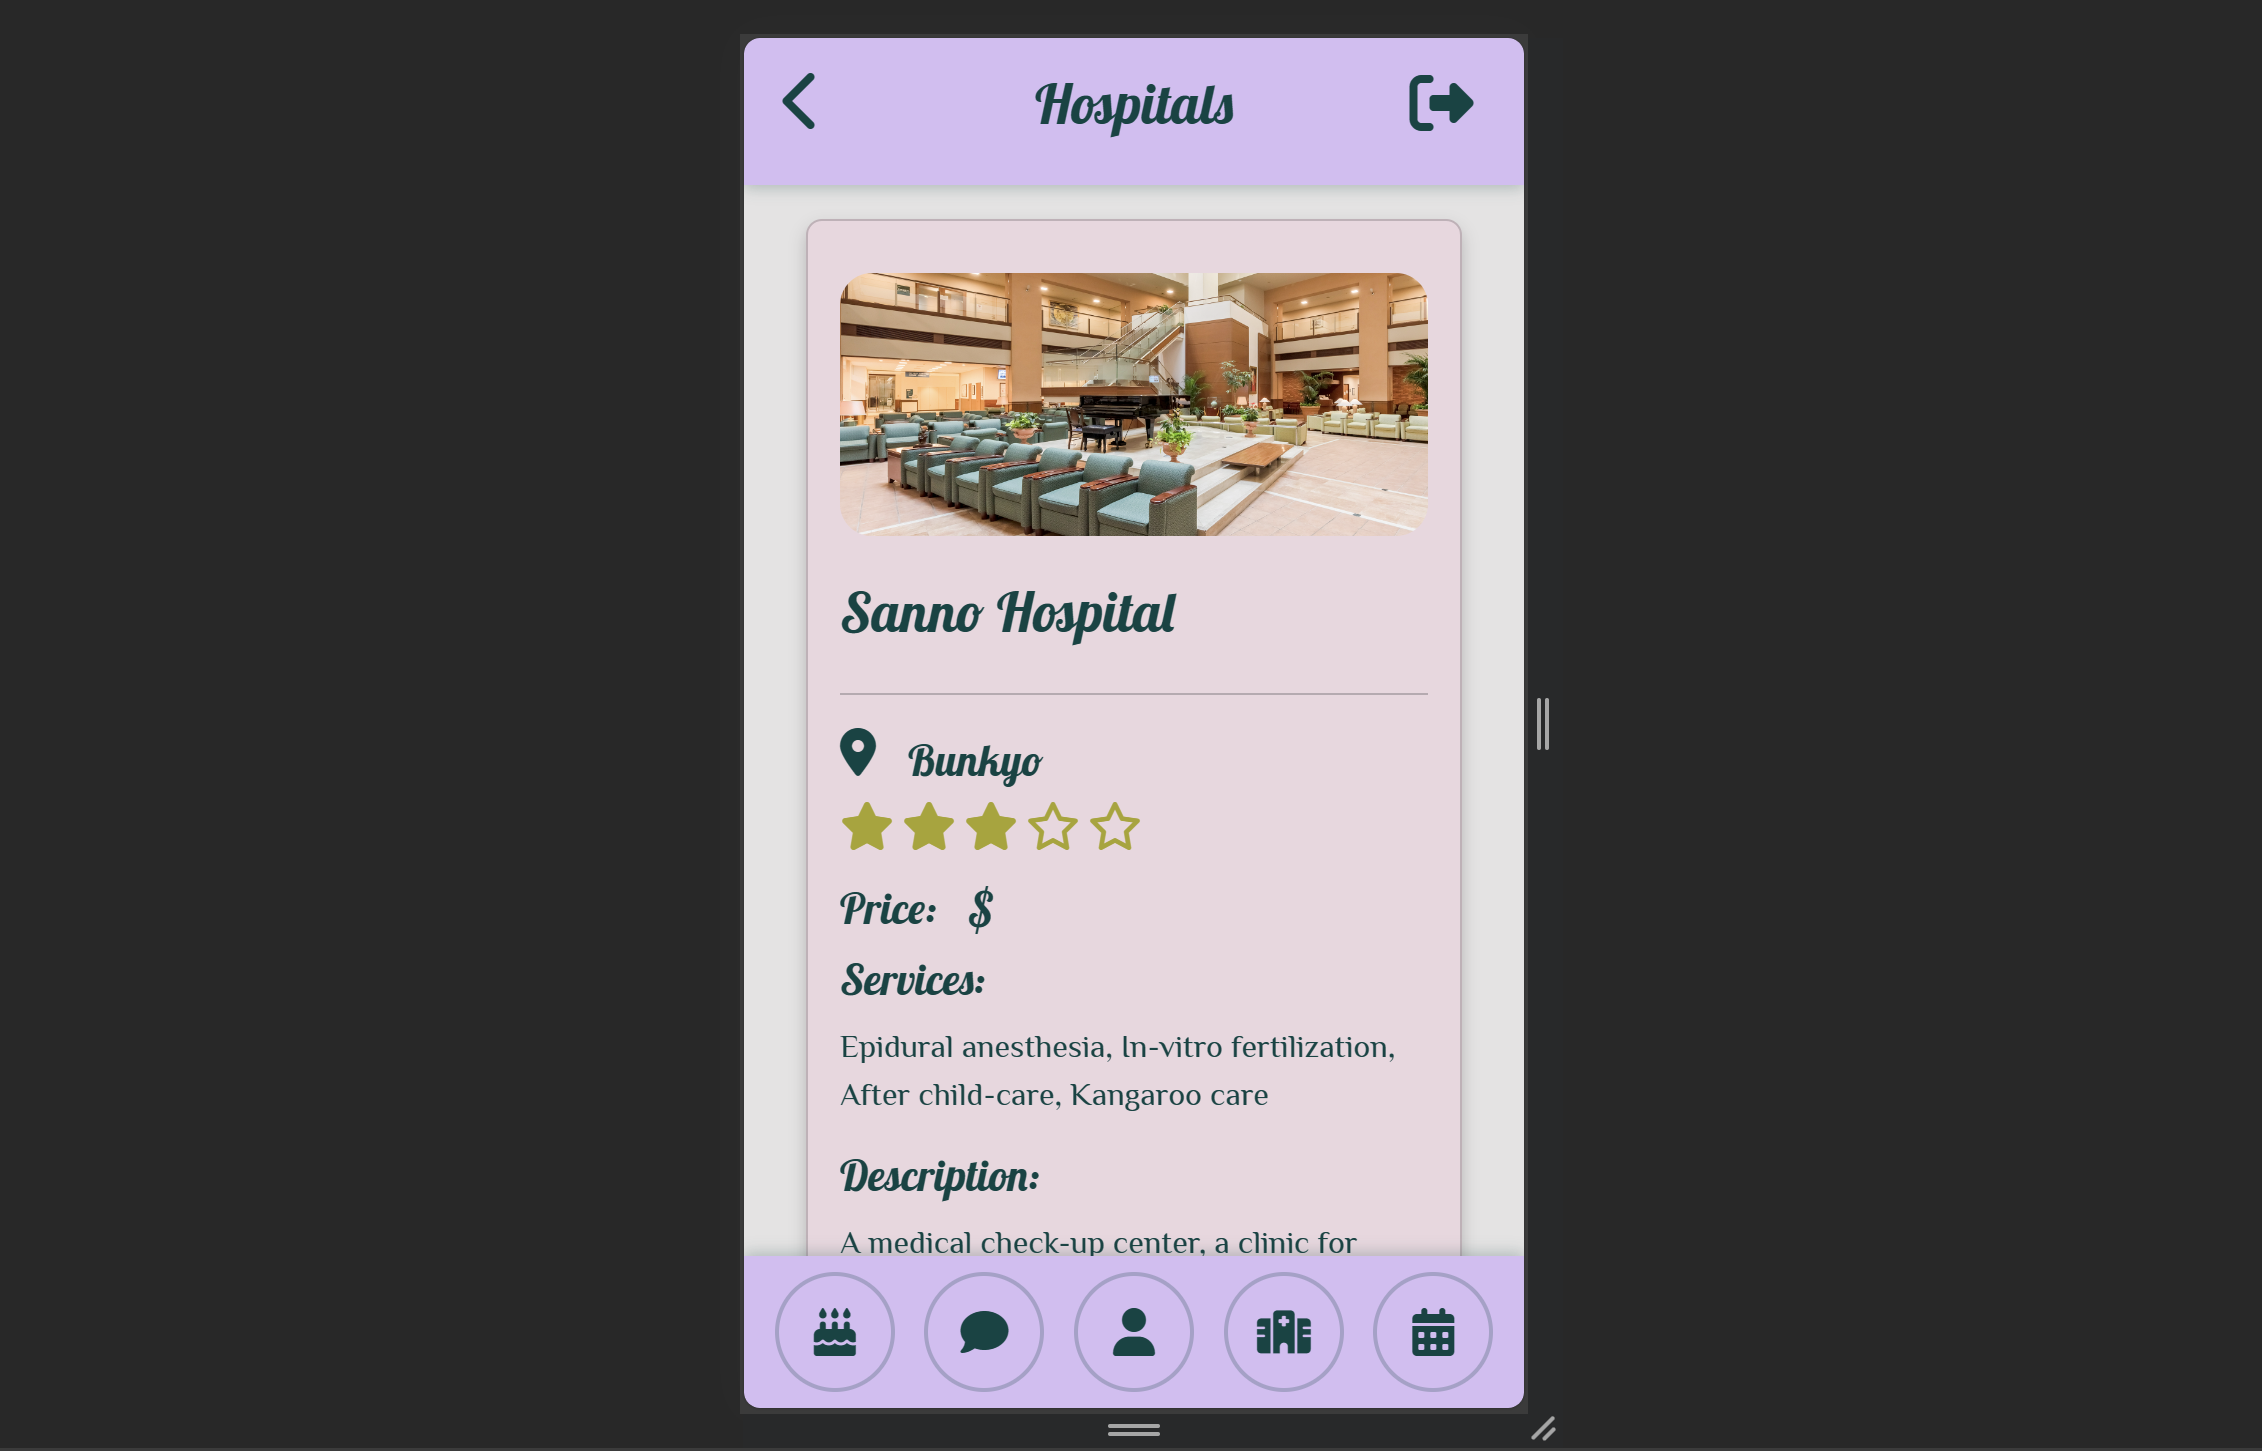 Hospitals
Sanno Hospital
Bunkyo
Price: $
Services:
Epidural anesthesia, In-vitro fertilization,
After child-care, Kangaroo care
Description:
A medical check-up center, a clinic for